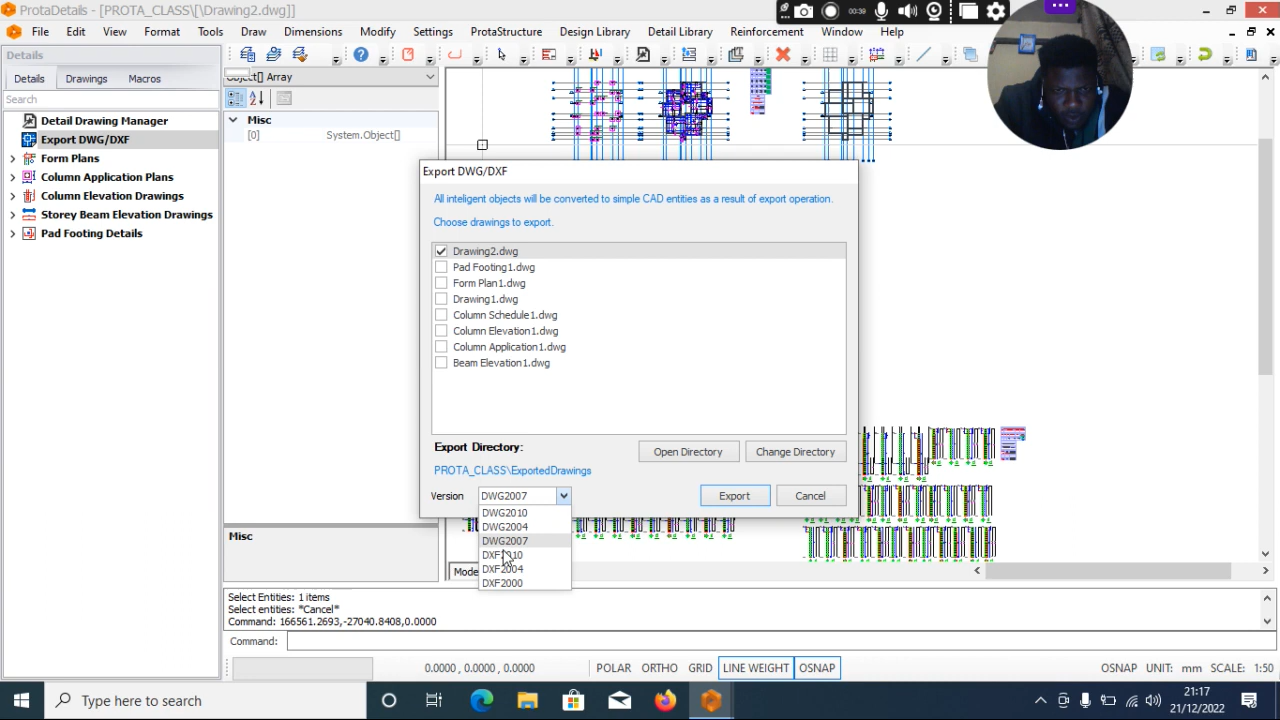 ProtaDetails - [PROTA_CLASS\[\Drawing2.dwg]]
00:39
File Edit View Format Tools Draw Dimensions Modify Settings ProtaStructure Design Library Detail Library Reinforcement Window Help
Details
Details Drawings Macros
Search
Detail Drawing Manager
Export DWG/DXF
Form Plans
Column Application Plans
Column Elevation Drawings
Storey Beam Elevation Drawings
Pad Footing Details
Object[] Array
Misc
[0] System.Object[]
Misc
Export DWG/DXF
All inteligent objects will be converted to simple CAD entities as a result of export operation.
Choose drawings to export.
Drawing2.dwg
Pad Footing1.dwg
Form Plan1.dwg
Drawing1.dwg
Column Schedule1.dwg
Column Elevation1.dwg
Column Application1.dwg
Beam Elevation1.dwg
Export Directory: Open Directory Change Directory
PROTA_CLASS\ExportedDrawings
Version DWG2007 Export Cancel
DWG2010
DWG2004
DWG2007
DXF2010
DXF2004
DXF2000
Select Entities: 1 items
Select entities: *Cancel*
Command: 166561.2693,-27040.8408,0.0000
Command:
0.0000 , 0.0000 , 0.0000 POLAR ORTHO GRID LINE WEIGHT OSNAP OSNAP UNIT: mm SCALE: 1:50
Type here to search
21:17
21/12/2022